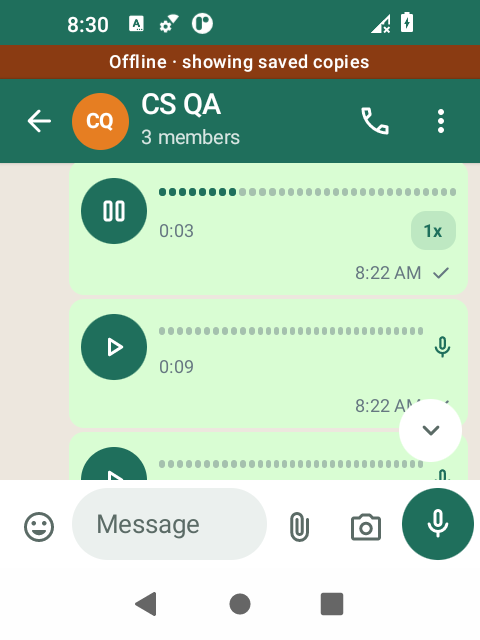 8:30
Offline · showing saved copies
CQ
CS QA
3 members
0:03
1x
8:22 AM
0:09
8:22 AM
Message